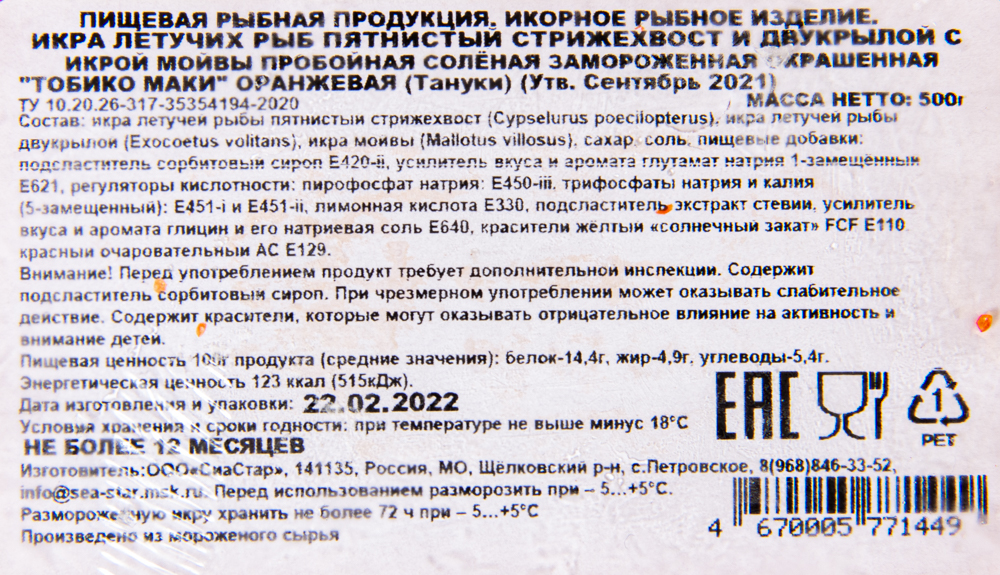 ПИЩЕВАЯ РЫБНАЯ ПРОДУКЦИЯ. ИКОРНОЕ РЫБНОЕ ИЗДЕЛИЕ.
ИКРА ЛЕТУЧИХ РЫБ ПЯТНИСТЫЙ СТРИЖЕХВОСТ И ДВУКРЫЛОЙ С
ИКРОЙ МОЙВЫ ПРОБОЙНАЯ СОЛЁНАЯ ЗАМОРОЖЕННАЯ ОКРАШЕННАЯ
"ТОБИКО МАКИ" ОРАНЖЕВАЯ (Тануки) (Утв. Сентябрь 2021)
ТУ 10.20.26-317-35354194-2020
МАССА НЕТТО: 500г
Состав: икра летучей рыбы пятнистый стрижехвост (Cypselurus poecilopterus), икра летучей рыбы
двукрылой (Exocoetus volitans), икра мойвы (Mallotus villosus), сахар, соль, пищевые добавки:
подсластитель сорбитовый сироп Е420-ii, усилитель вкуса и аромата глутамат натрия 1-замещенный
Е621, регуляторы кислотности: пирофосфат натрия: Е450-iii, трифосфаты натрия и калия
(5-замещенный): Е451-i и Е451-ii, лимонная кислота Е330, подсластитель экстракт стевии, усилитель
вкуса и аромата глицин и его натриевая соль Е640, красители жёлтый «солнечный закат» FCF Е110,
красный очаровательный АС Е129.
Внимание! Перед употреблением продукт требует дополнительной инспекции. Содержит
подсластитель сорбитовый сироп. При чрезмерном употреблении может оказывать слабительное
действие. Содержит красители, которые могут оказывать отрицательное влияние на активность и
внимание детей.
Пищевая ценность 100г продукта (средние значения): белок-14,4г, жир-4,9г, углеводы-5,4г.
Энергетическая ценность 123 ккал (515кДж).
Дата изготовления и упаковки: 22.02.2022
Условия хранения и сроки годности: при температуре не выше минус 18°С
НЕ БОЛЕЕ 12 МЕСЯЦЕВ
EAC
1
PET
Изготовитель:ООО«СиаСтар», 141135, Россия, МО, Щёлковский р-н, с.Петровское, 8(968)846-33-52,
info@sea-star.msk.ru. Перед использованием разморозить при – 5...+5°С.
Размороженную икру хранить не более 72 ч при – 5...+5°С
Произведено из мороженого сырья
4 670005 771449